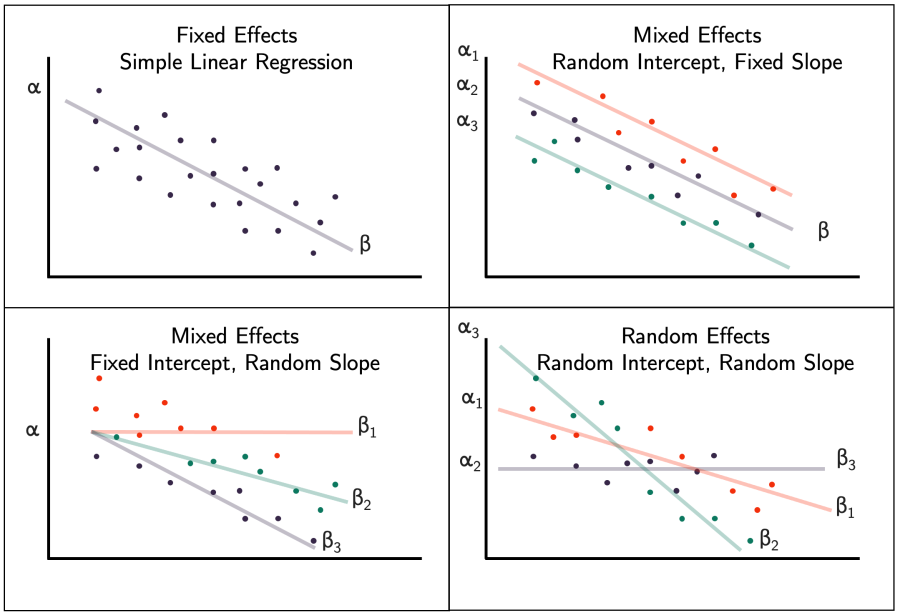 Fixed Effects
Simple Linear Regression
α
β
Mixed Effects
Random Intercept, Fixed Slope
α1
α2
α3
β
Mixed Effects
Fixed Intercept, Random Slope
α
β1
β2
β3
Random Effects
Random Intercept, Random Slope
α3
α1
α2
β3
β1
β2